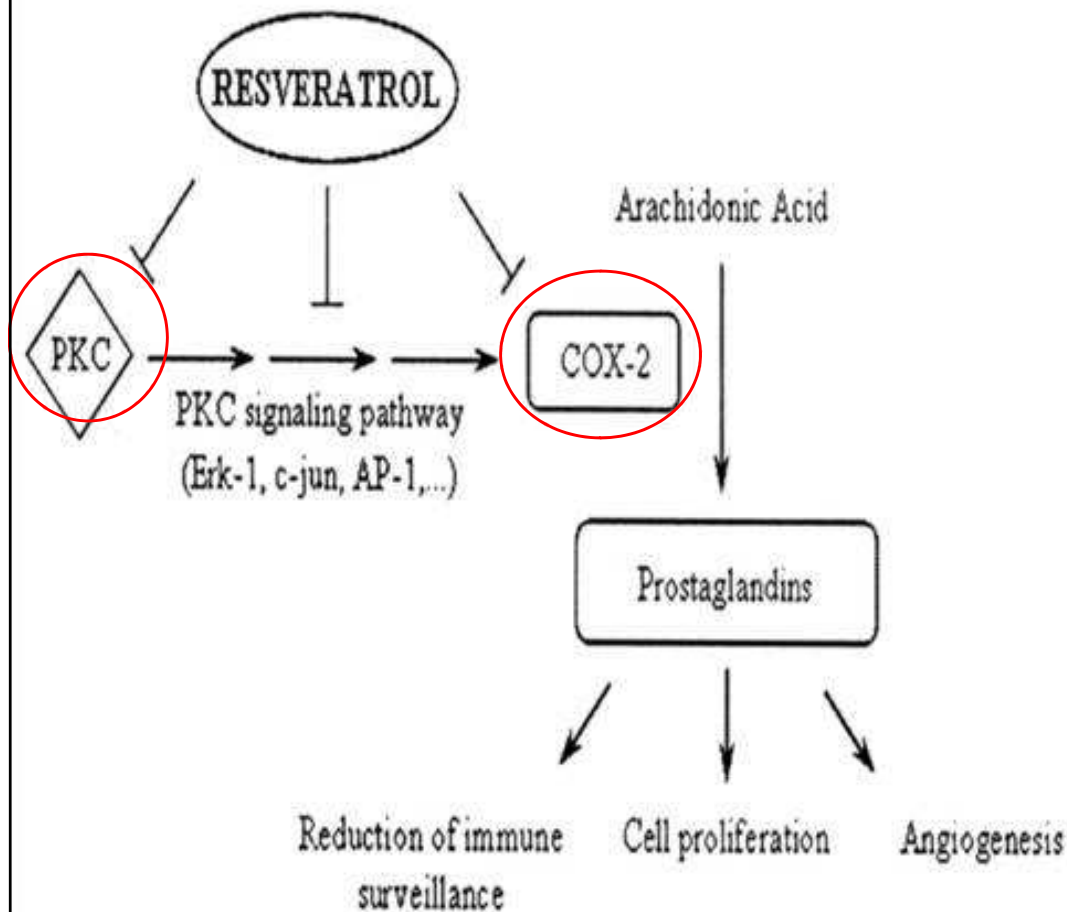 RESVERATROL
Arachidonic Acid
PKC
COX-2
PKC signaling pathway
(Erk-1, c-jun, AP-1,...)
Prostaglandins
Reduction of immune
surveillance
Cell proliferation
Angiogenesis